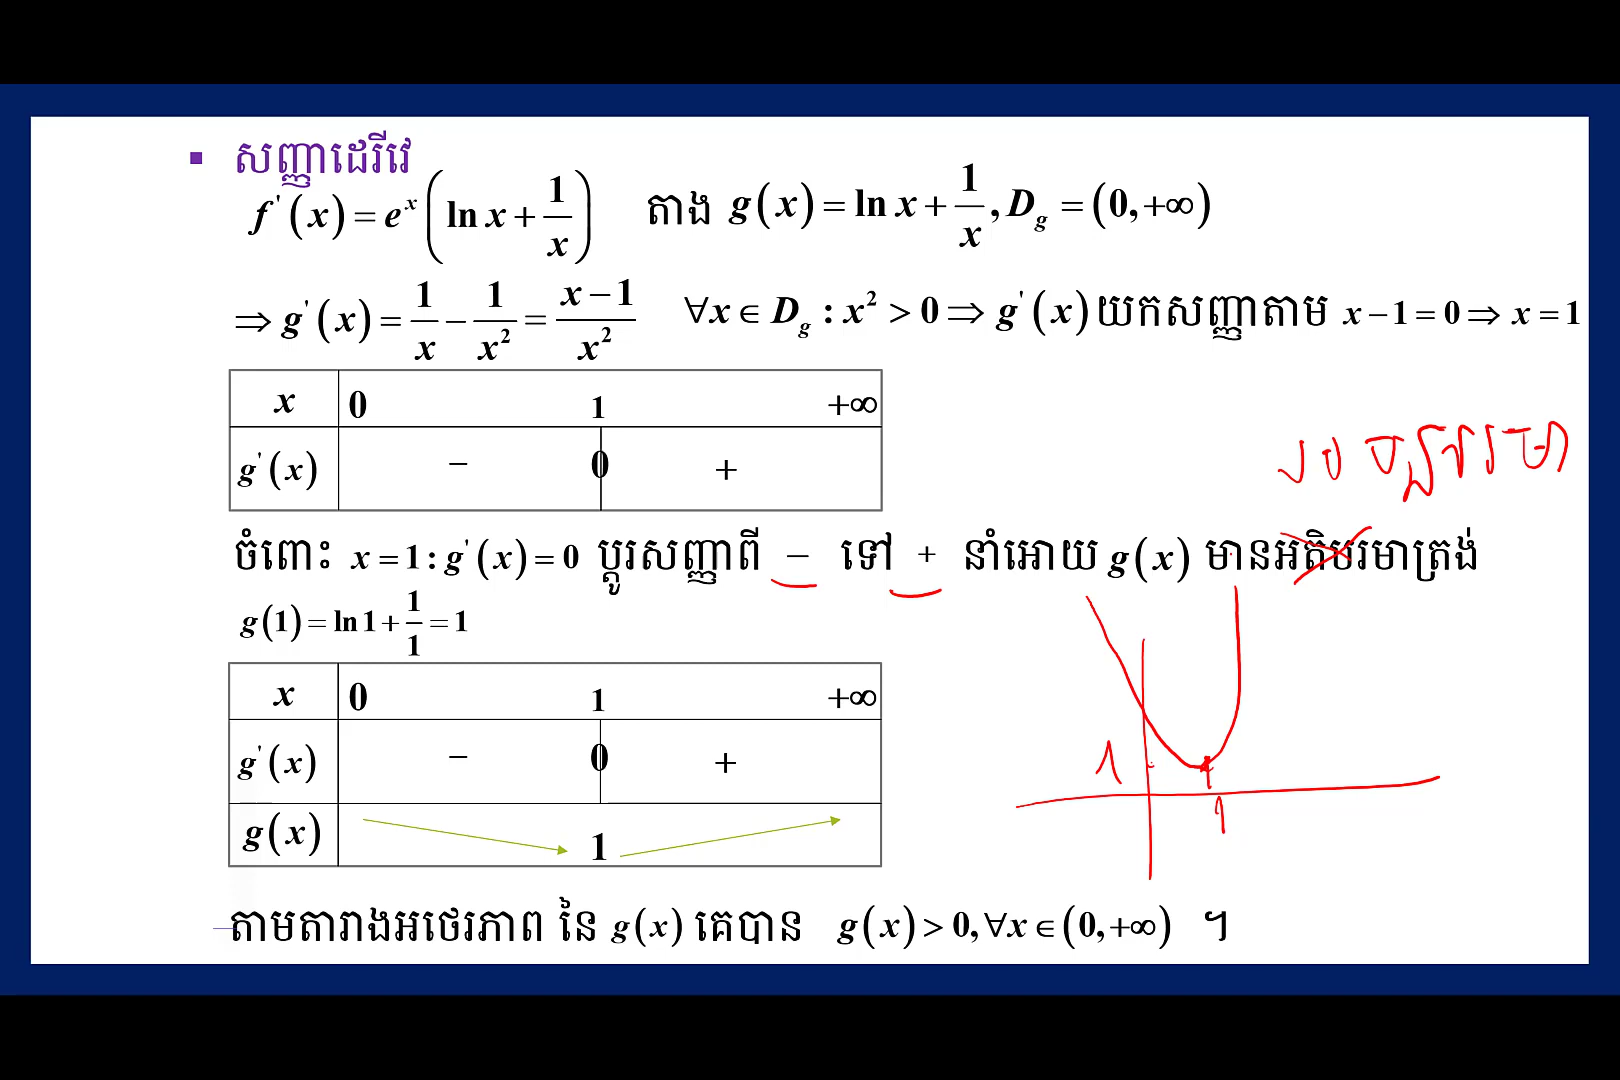 ▪ សញ្ញាដេរីវេ
f'(x) = e^x (ln x + 1/x) តាង g(x) = ln x + 1/x, D_g = (0, +∞)
⇒ g'(x) = 1/x − 1/x² = (x − 1)/x² ∀x ∈ D_g : x² > 0 ⇒ g'(x) យកសញ្ញាតាម x − 1 = 0 ⇒ x = 1
x 0 1 +∞
g'(x) − 0 +
ចំពោះ x = 1 : g'(x) = 0 ប្តូរសញ្ញាពី − ទៅ + នាំអោយ g(x) មានអតិបរមាត្រង់
g(1) = ln 1 + 1/1 = 1
x 0 1 +∞
g'(x) − 0 +
g(x) 1
1
1
តាមតារាងអថេរភាព នៃ g(x) គេបាន g(x) > 0, ∀x ∈ (0, +∞) ។